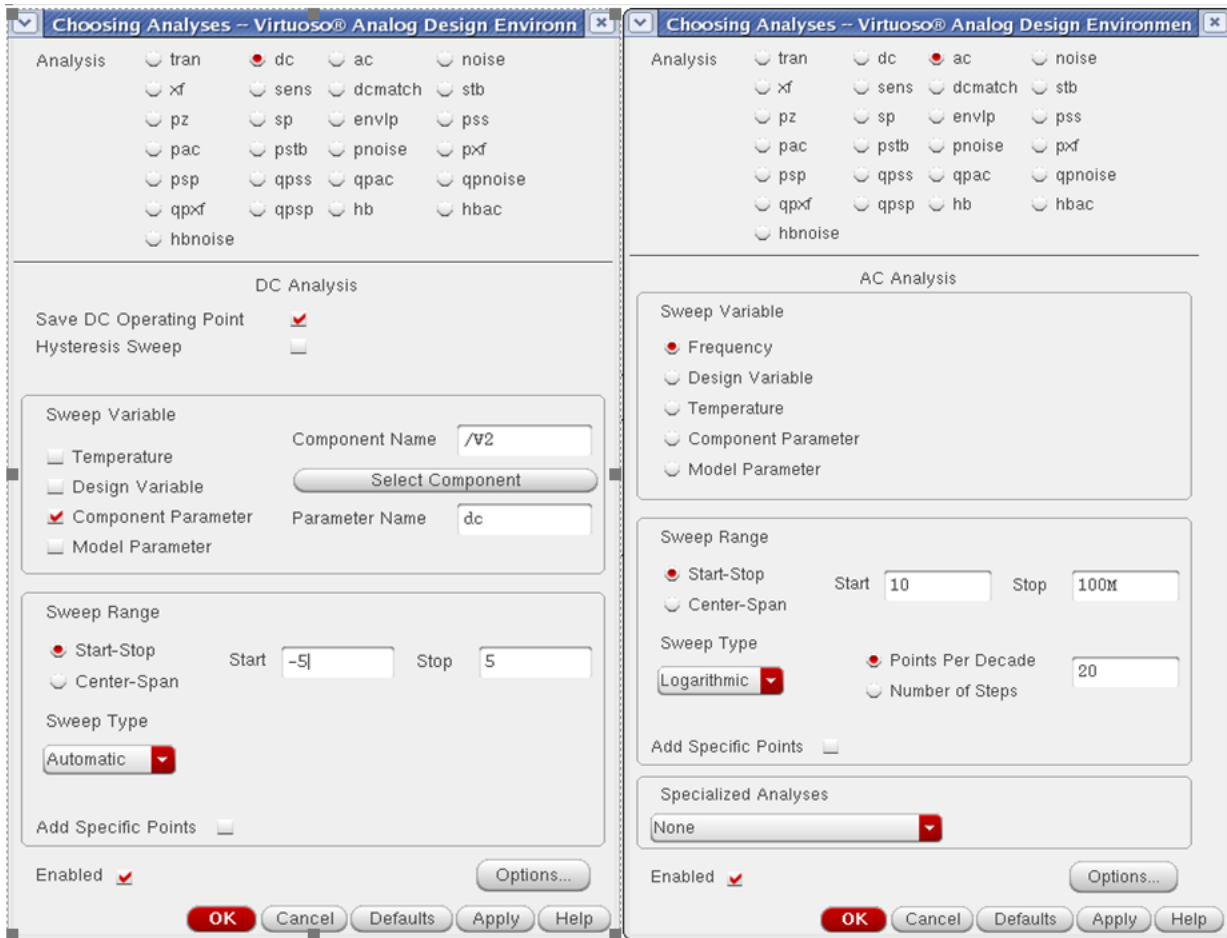 Choosing Analyses -- Virtuoso® Analog Design Environn
Analysis tran dc ac noise
xf sens dcmatch stb
pz sp envlp pss
pac pstb pnoise pxf
psp qpss qpac qpnoise
qpxf qpsp hb hbac
hbnoise
DC Analysis
Save DC Operating Point
Hysteresis Sweep
Sweep Variable
Temperature
Design Variable
Component Parameter
Model Parameter
Component Name /V2
Select Component
Parameter Name dc
Sweep Range
Start-Stop
Center-Span
Start -5 Stop 5
Sweep Type
Automatic
Add Specific Points
Enabled
Options...
OK Cancel Defaults Apply Help
Choosing Analyses -- Virtuoso® Analog Design Environmen
Analysis tran dc ac noise
xf sens dcmatch stb
pz sp envlp pss
pac pstb pnoise pxf
psp qpss qpac qpnoise
qpxf qpsp hb hbac
hbnoise
AC Analysis
Sweep Variable
Frequency
Design Variable
Temperature
Component Parameter
Model Parameter
Sweep Range
Start-Stop
Center-Span
Start 10 Stop 100M
Sweep Type
Logarithmic
Points Per Decade 20
Number of Steps
Add Specific Points
Specialized Analyses
None
Enabled
Options...
OK Cancel Defaults Apply Help